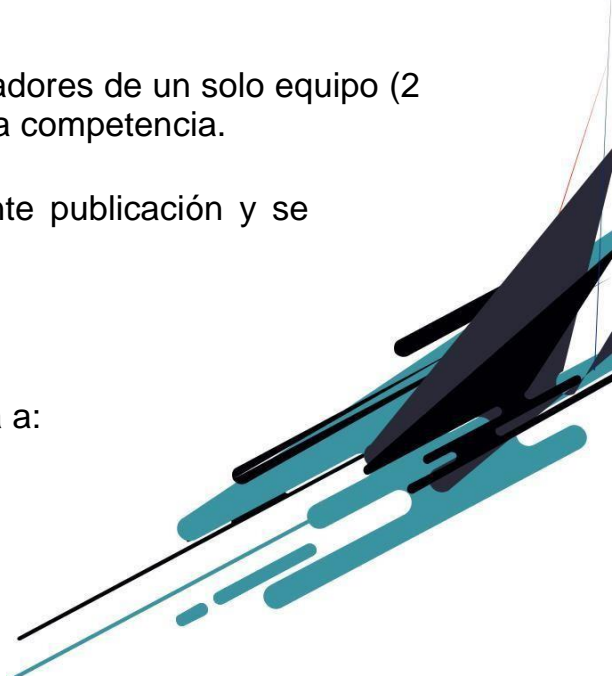 adores de un solo equipo (2
a competencia.
nte publicación y se
a: